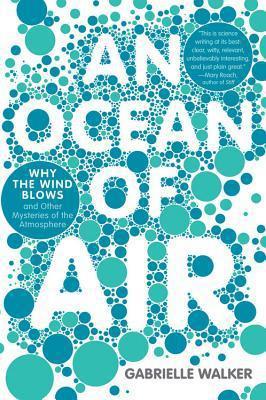 AN
OCEAN
OF
AIR
"This is science
writing at its best:
clear, witty, relevant,
unbelievably interesting,
and just plain great."
—Mary Roach,
author of Stiff
WHY
THE WIND
BLOWS
and Other
Mysteries of the
Atmosphere
GABRIELLE WALKER